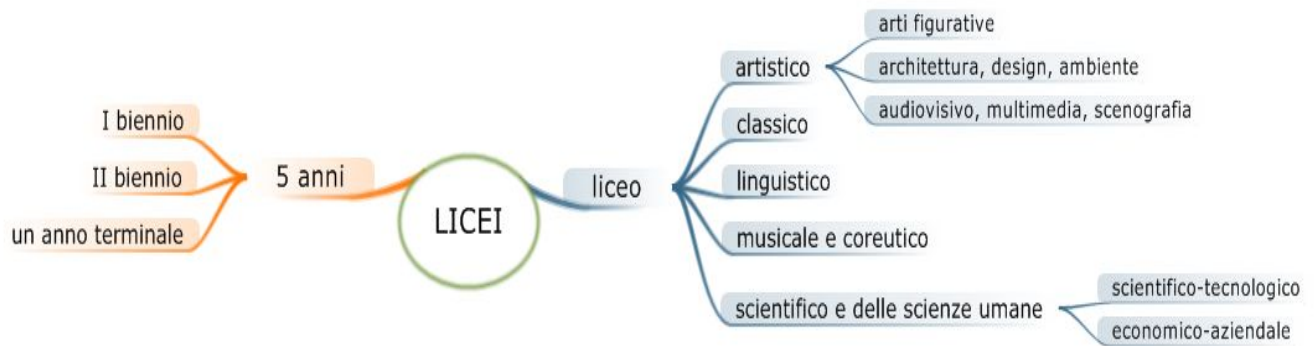 LICEI
5 anni
I biennio
II biennio
un anno terminale
liceo
artistico
arti figurative
architettura, design, ambiente
audiovisivo, multimedia, scenografia
classico
linguistico
musicale e coreutico
scientifico e delle scienze umane
scientifico-tecnologico
economico-aziendale